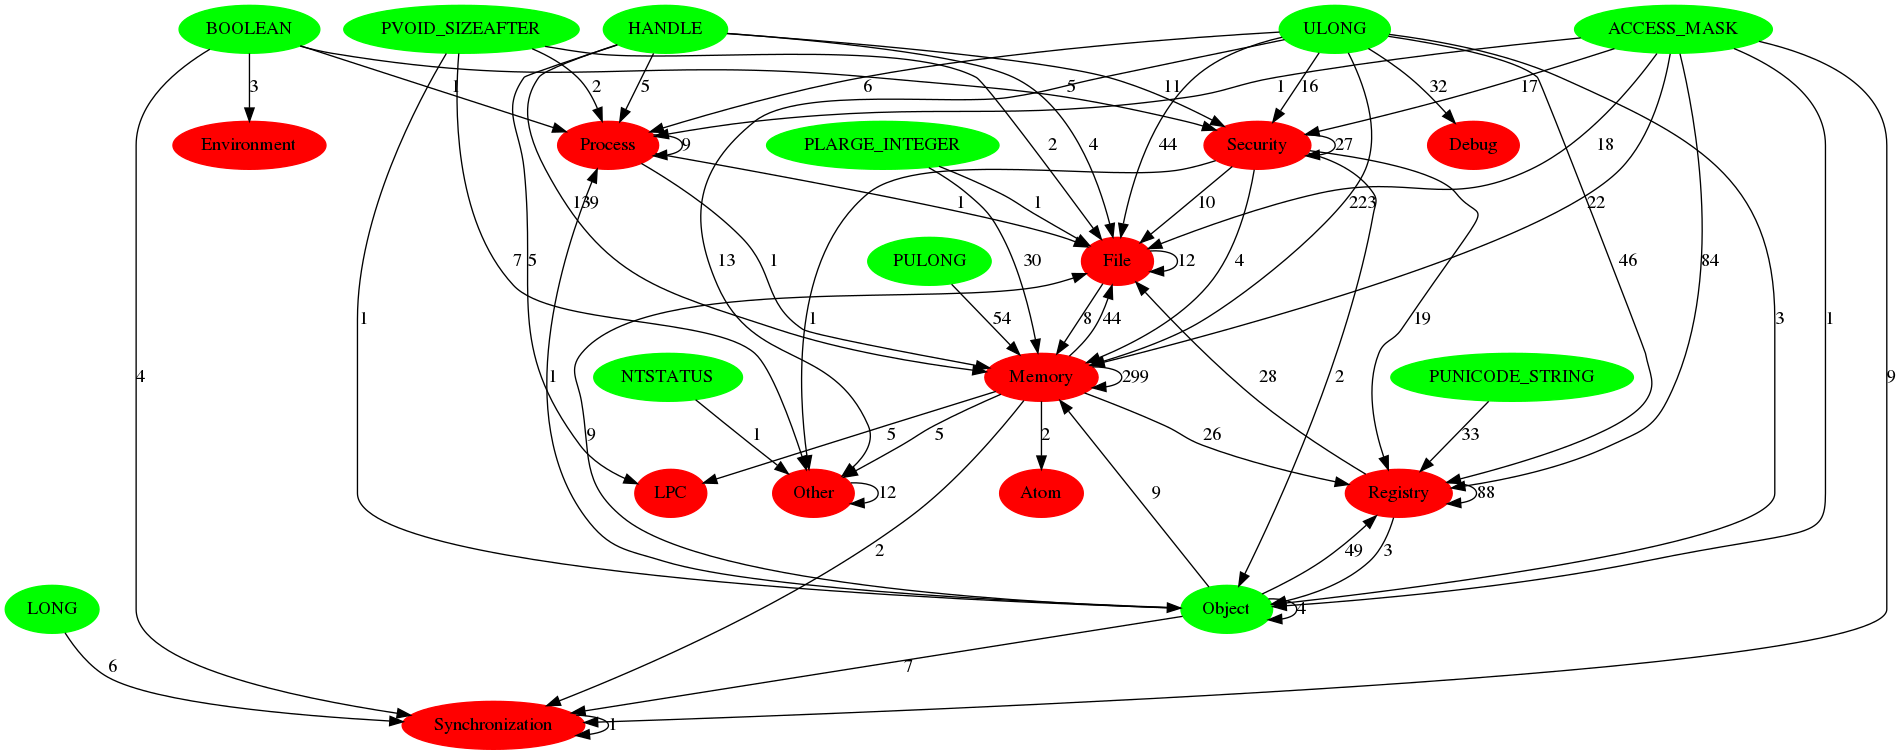 BOOLEAN PVOID_SIZEAFTER HANDLE ULONG ACCESS_MASK
3 1 2 5 6 5 11 1 16 32 17
Environment Process PLARGE_INTEGER Security Debug
9 2 4 44 27 18
139 1 1 10 223 22
PULONG File
7 5 13 1 30 4 12 46 84
1 1 54 8 44 19 3 1
NTSTATUS Memory PUNICODE_STRING
4 1 299 28 2 9
9 1 5 5 2 26 33
LPC Other Atom Registry
12 9 88
2 49 3
LONG Object
4
6 7
Synchronization
1